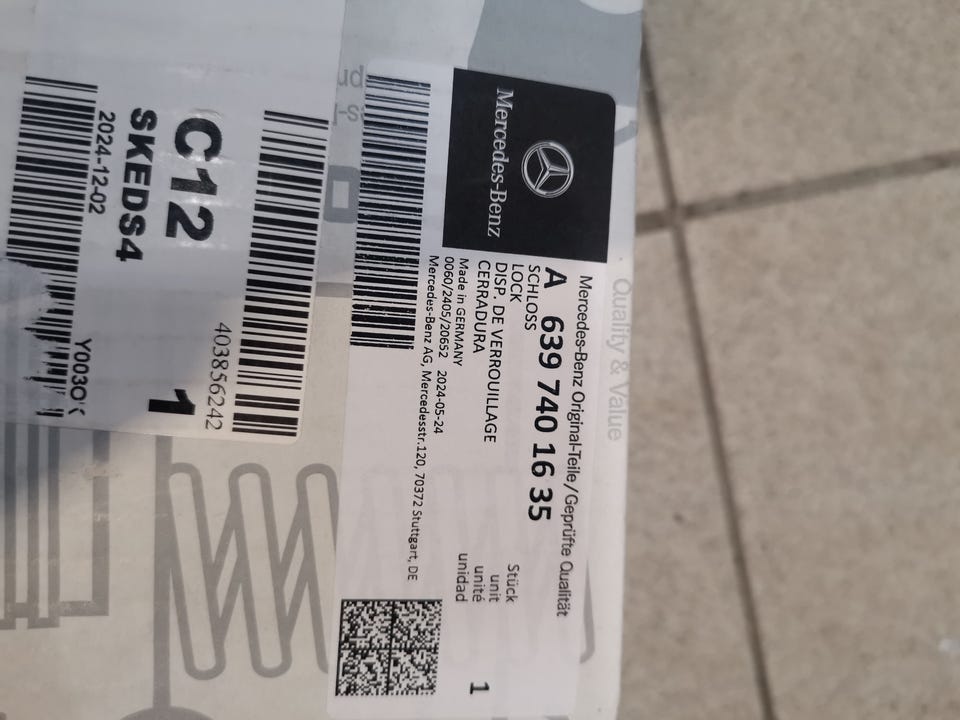 Quality & Value
Mercedes-Benz
Mercedes-Benz Original-Teile/Geprüfte Qualität
A 639 740 16 35
SCHLOSS
LOCK
DISP. DE VERROUILLAGE
CERRADURA
Stück
unit
unité
unidad
1
Made in GERMANY
0060/2405/20652 2024-05-24
Mercedes-Benz AG, Mercedesstr.120, 70372 Stuttgart, DE
403856242
C12
1
SKEDS4
2024-12-02